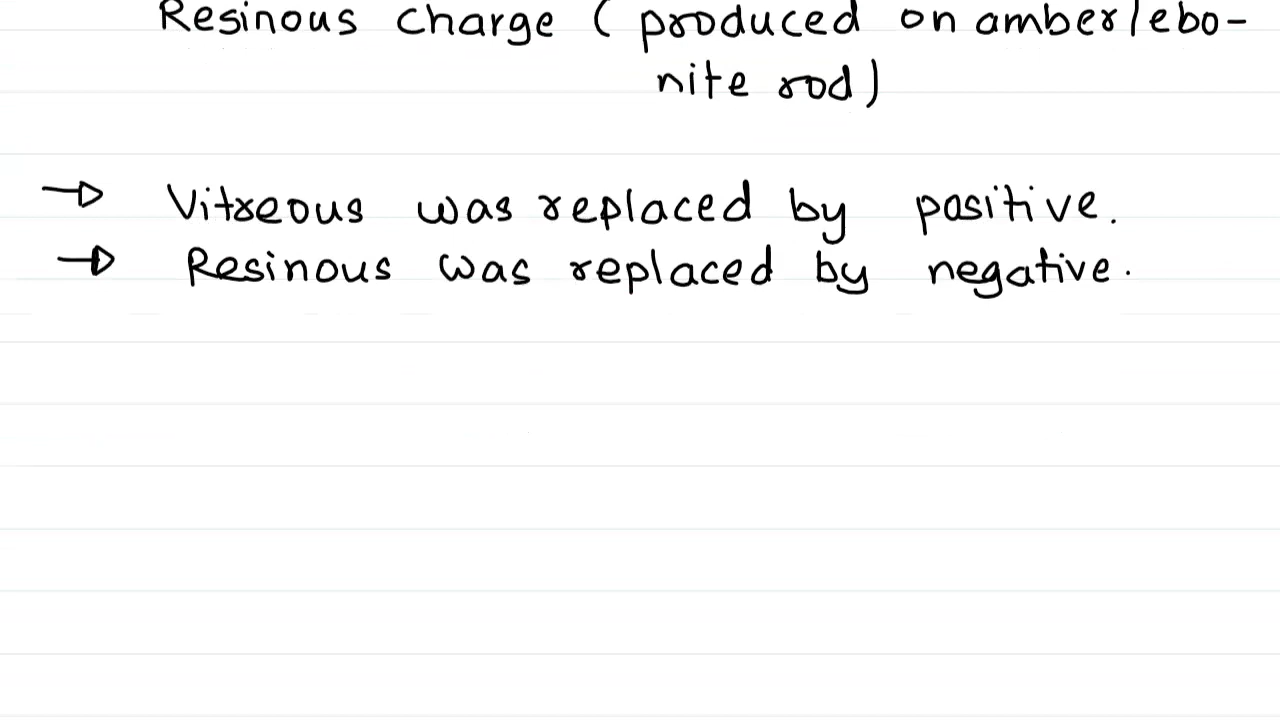 Resinous Charge ( produced on amber/ebo-
nite rod)
→ Vitreous was replaced by positive.
→ Resinous was replaced by negative.